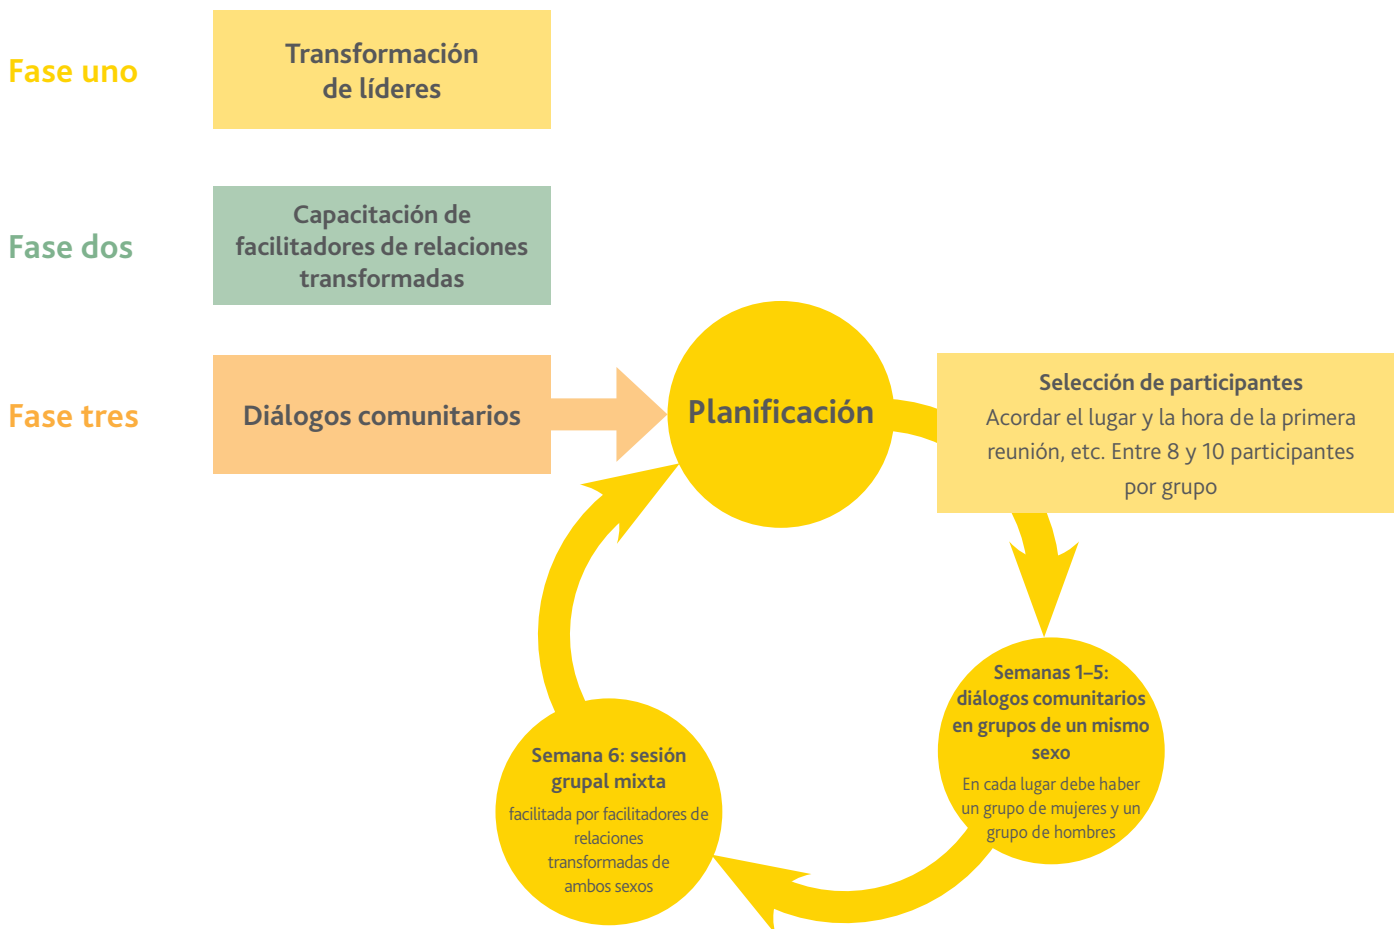 Fase uno
Transformación
de líderes
Fase dos
Capacitación de
facilitadores de relaciones
transformadas
Fase tres
Diálogos comunitarios
Planificación
Selección de participantes
Acordar el lugar y la hora de la primera
reunión, etc. Entre 8 y 10 participantes
por grupo
Semanas 1–5:
diálogos comunitarios
en grupos de un mismo
sexo
En cada lugar debe haber
un grupo de mujeres y un
grupo de hombres
Semana 6: sesión
grupal mixta
facilitada por facilitadores de
relaciones
transformadas de
ambos sexos